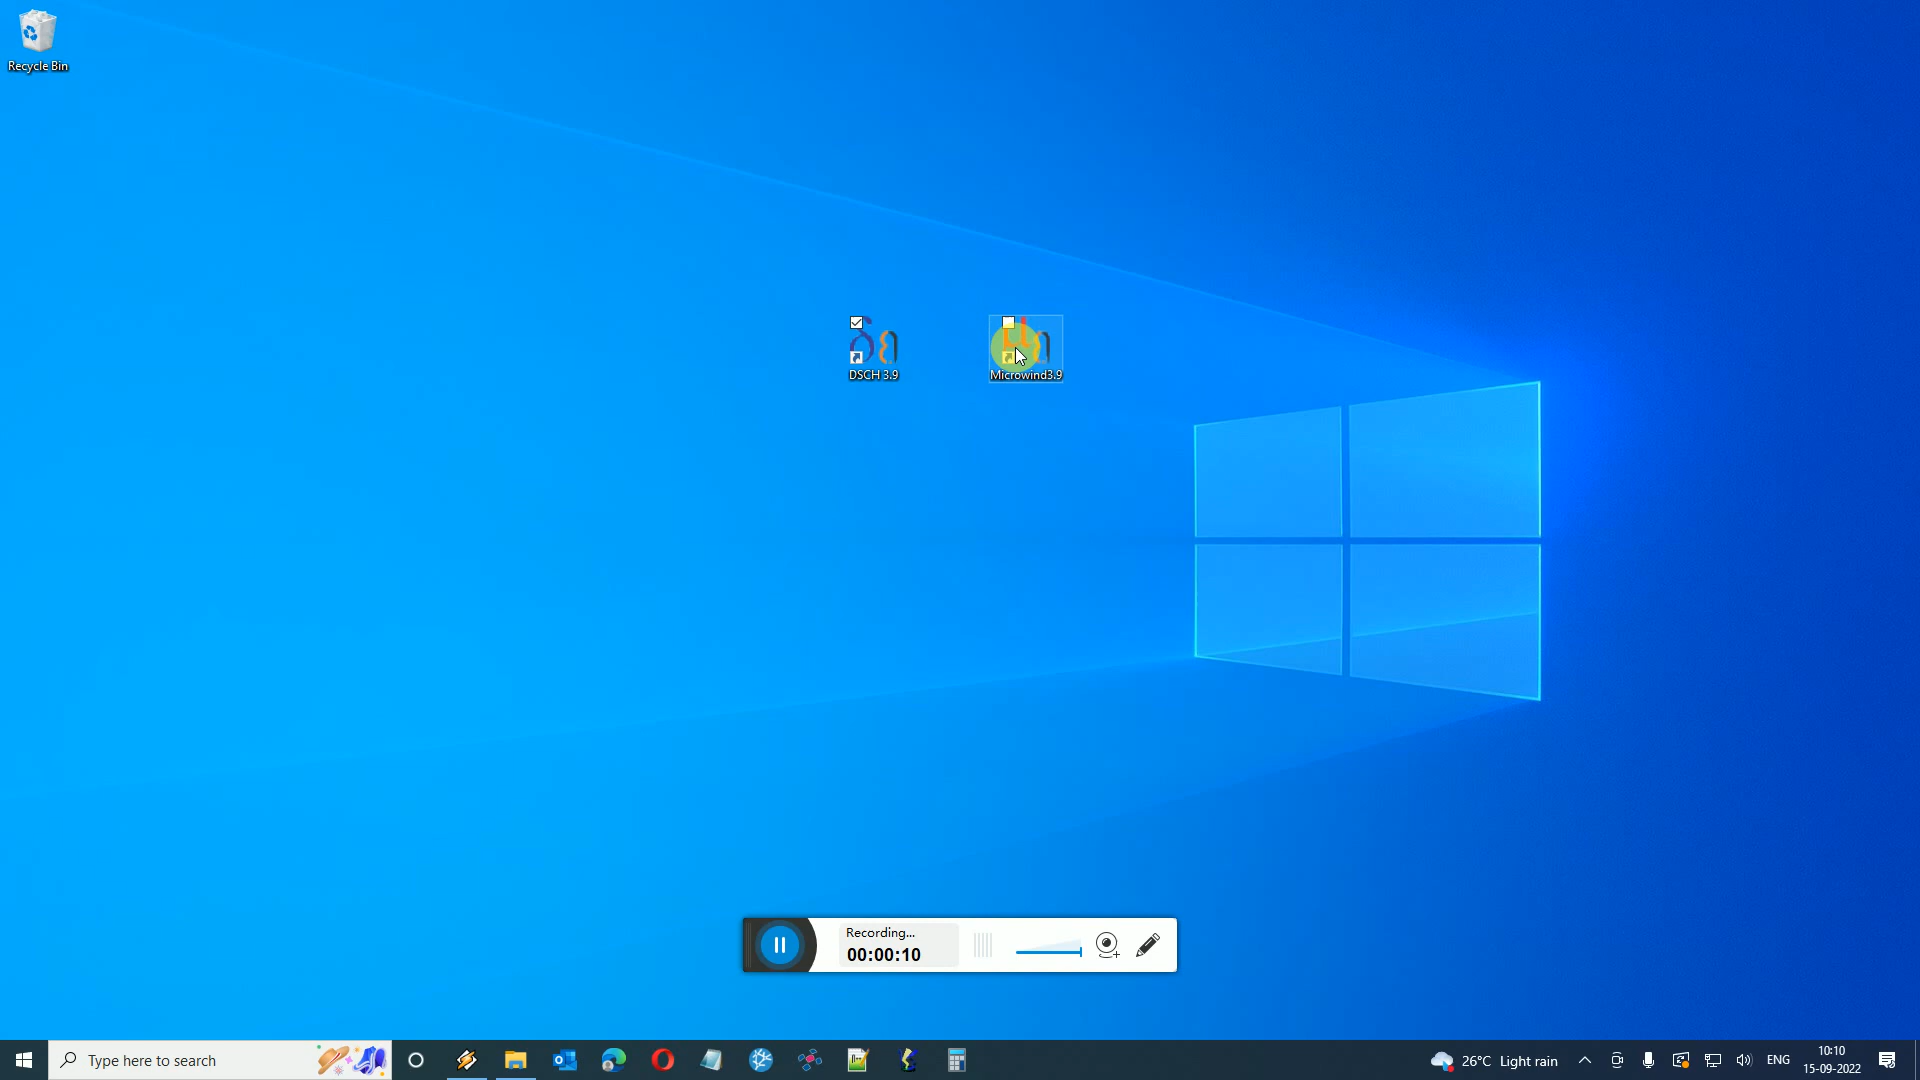 Recycle Bin
DSCH 3.9
Microwind3.9
Recording...
00:00:10
Type here to search
26°C Light rain
ENG
10:10
15-09-2022